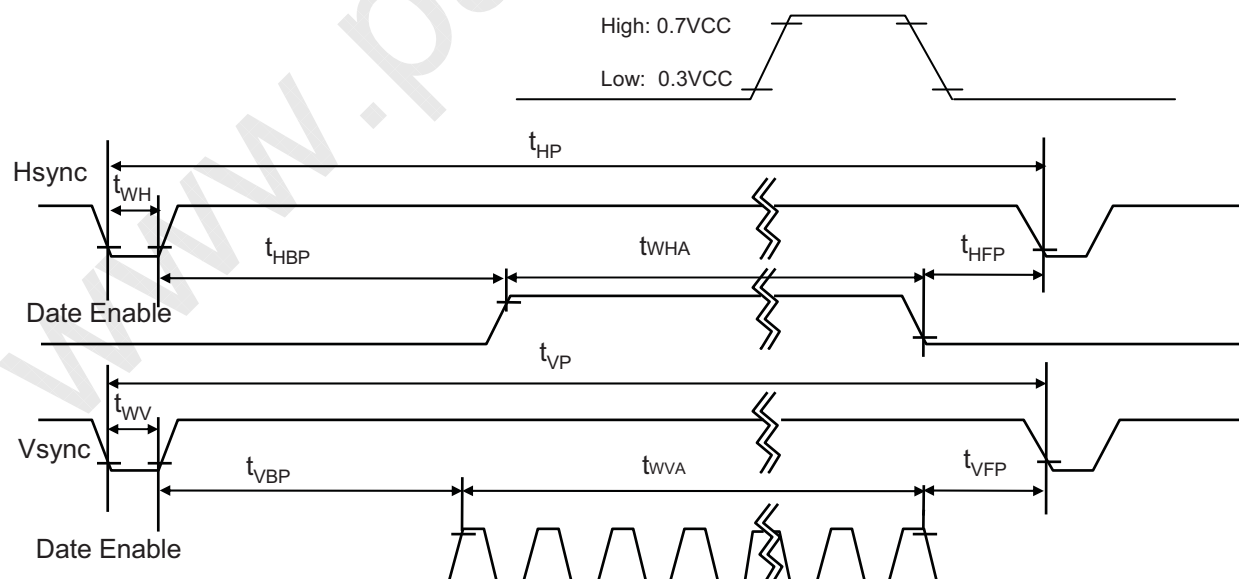 High: 0.7VCC
Low: 0.3VCC
tHP
Hsync
tWH
tHBP
tWHA
tHFP
Date Enable
tVP
tWV
Vsync
tVBP
tWVA
tVFP
Date Enable